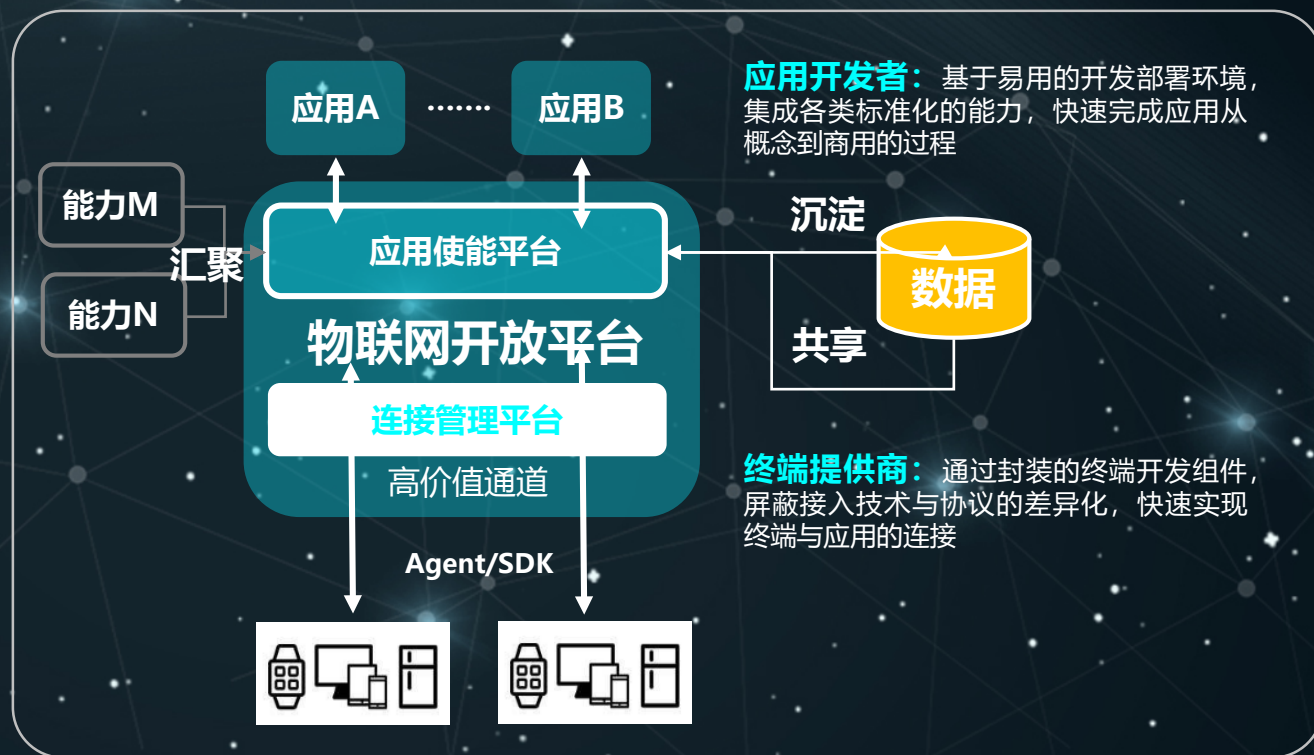 应用A
·······
应用B
应用开发者：基于易用的开发部署环境，
集成各类标准化的能力，快速完成应用从
概念到商用的过程
能力M
汇聚
能力N
应用使能平台
沉淀
数据
共享
物联网开放平台
连接管理平台
高价值通道
终端提供商：通过封装的终端开发组件，
屏蔽接入技术与协议的差异化，快速实现
终端与应用的连接
Agent/SDK